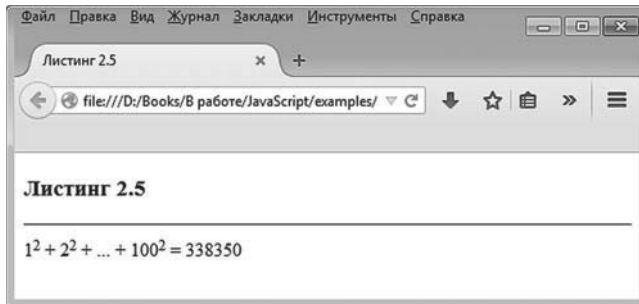 Файл Правка Вид Журнал Закладки Инструменты Справка
Листинг 2.5
file:///D:/Books/В работе/JavaScript/examples/
Листинг 2.5
1² + 2² + ... + 100² = 338350